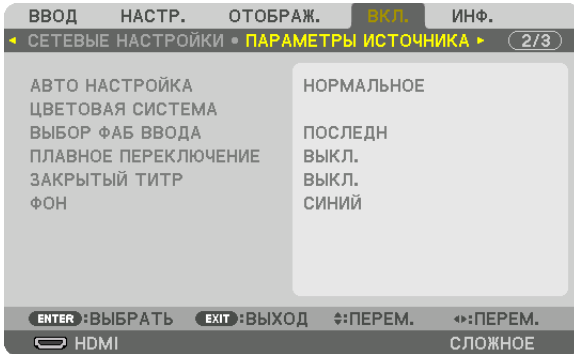 ВВОД НАСТР. ОТОБРАЖ. ВКЛ. ИНФ.
СЕТЕВЫЕ НАСТРОЙКИ • ПАРАМЕТРЫ ИСТОЧНИКА 2/3
АВТО НАСТРОЙКА НОРМАЛЬНОЕ
ЦВЕТОВАЯ СИСТЕМА
ВЫБОР ФАБ ВВОДА ПОСЛЕДН
ПЛАВНОЕ ПЕРЕКЛЮЧЕНИЕ ВЫКЛ.
ЗАКРЫТЫЙ ТИТР ВЫКЛ.
ФОН СИНИЙ
ENTER :ВЫБРАТЬ EXIT :ВЫХОД :ПЕРЕМ. :ПЕРЕМ.
HDMI СЛОЖНОЕ